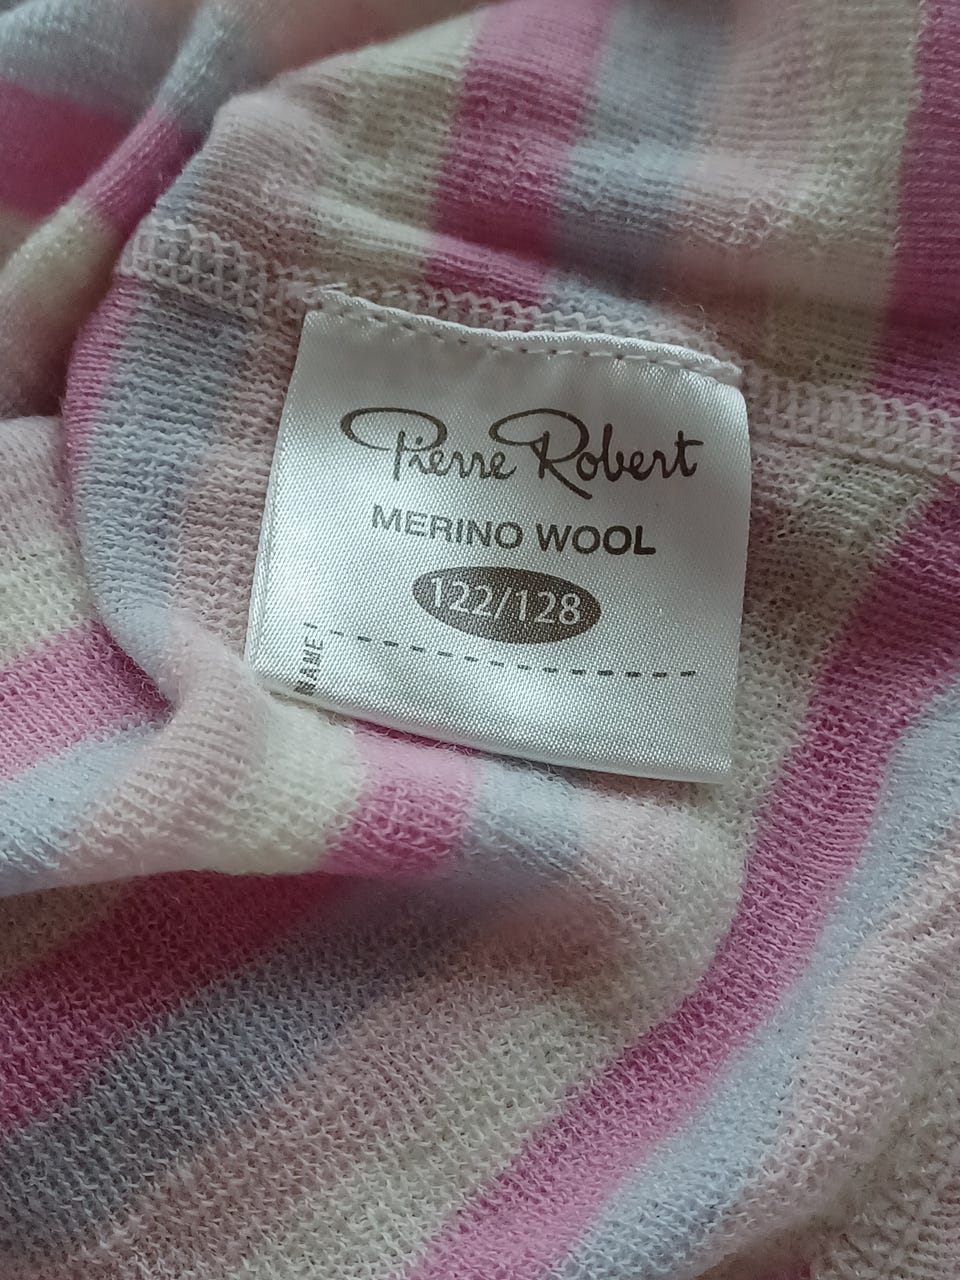 Pierre Robert
MERINO WOOL
122/128
NAME